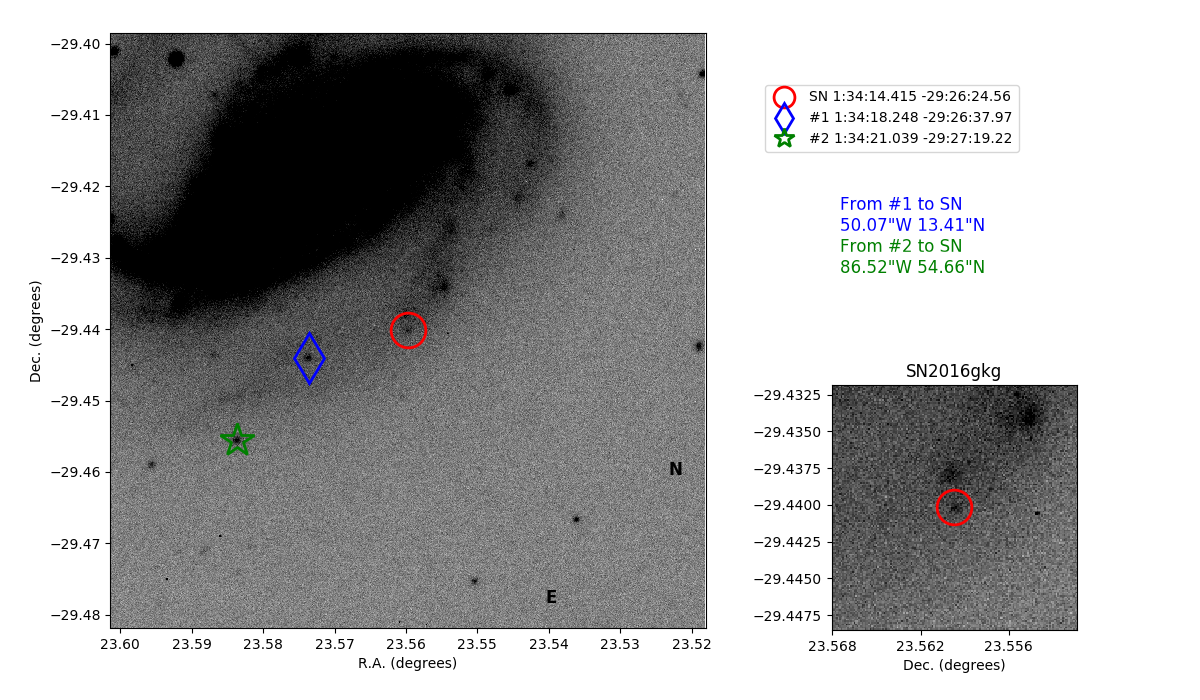 −29.40
−29.41
−29.42
−29.43
−29.44
−29.45
−29.46
−29.47
−29.48
Dec. (degrees)
23.60 23.59 23.58 23.57 23.56 23.55 23.54 23.53 23.52
R.A. (degrees)
N
E
SN 1:34:14.415 -29:26:24.56
#1 1:34:18.248 -29:26:37.97
#2 1:34:21.039 -29:27:19.22
From #1 to SN
50.07"W 13.41"N
From #2 to SN
86.52"W 54.66"N
SN2016gkg
−29.4325
−29.4350
−29.4375
−29.4400
−29.4425
−29.4450
−29.4475
23.568 23.562 23.556
Dec. (degrees)